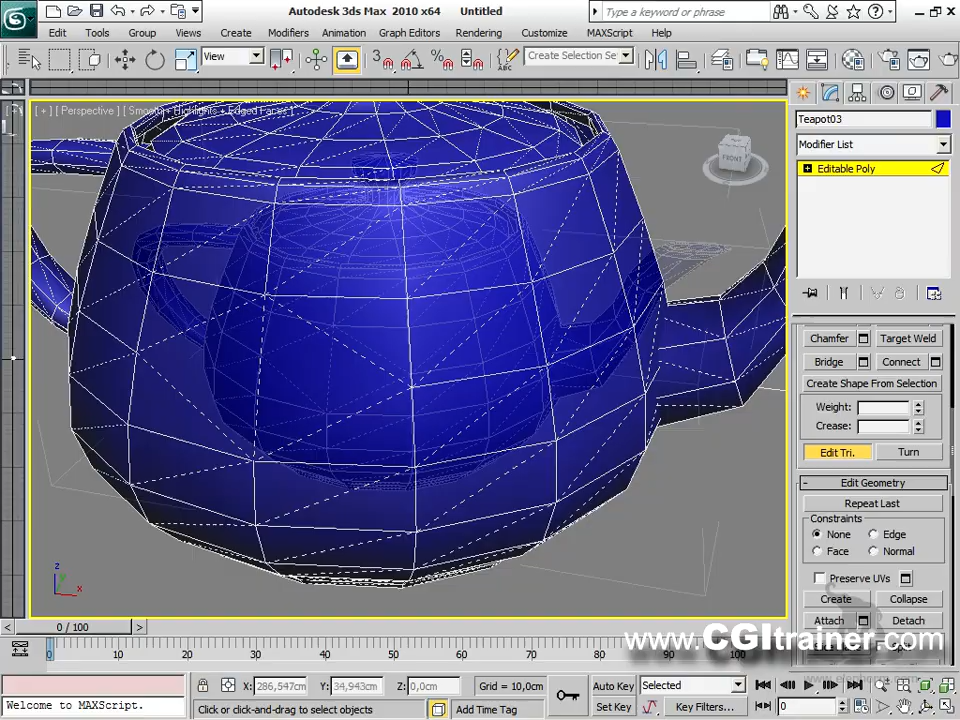 Autodesk 3ds Max 2010 x64 Untitled
Type a keyword or phrase
Edit Tools Group Views Create Modifiers Animation Graph Editors Rendering Customize MAXScript Help
View
3
Create Selection Se
[ + ] [ Perspective ] [ Smooth + Highlights + Edged Faces ]
FRONT
Teapot03
Modifier List
Editable Poly
Chamfer Target Weld
Bridge Connect
Create Shape From Selection
Weight:
Crease:
Edit Tri. Turn
- Edit Geometry
Repeat Last
Constraints
None Edge
Face Normal
Preserve UVs
Create Collapse
Attach Detach
z
y
x
< 0 / 100 >
0 10 20 30 40 50 60 70 80 90 100
www.CGItrainer.com
X: 286,547cm Y: 34,943cm Z: 0,0cm Grid = 10,0cm
Auto Key Selected
Welcome to MAXScript.
Click or click-and-drag to select objects
Add Time Tag
Set Key Key Filters...
0